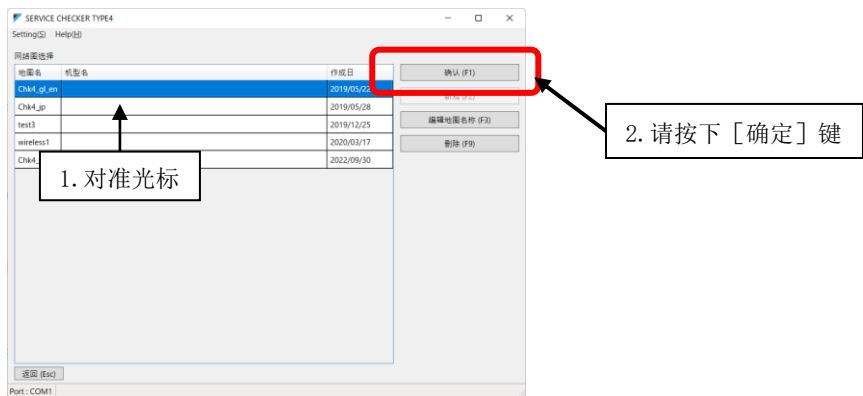 SERVICE CHECKER TYPE4
Setting(S) Help(H)
网络图选择
地圖名 机型名 作成日
Chk4_gl_en 2019/05/22
Chk4_jp 2019/05/28
test3 2019/12/25
wireless1 2020/03/17
Chk4_ 2022/09/30
确认 (F1)
编辑地图名称 (F3)
删除 (F9)
1.对准光标
2.请按下［确定］键
返回 (Esc)
Port : COM1